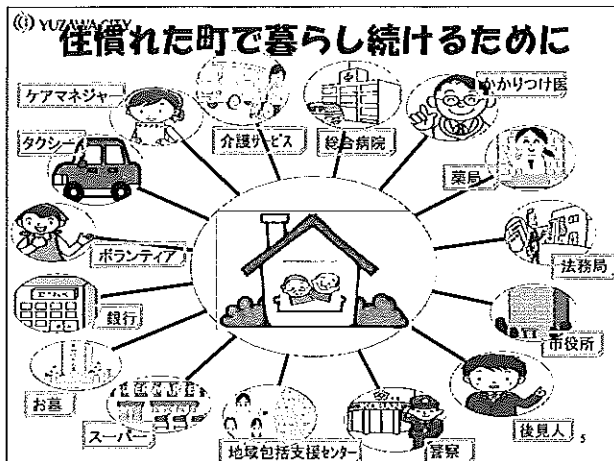 YUZAWA CITY
住慣れた町で暮らし続けるために
ケアマネジャー
介護サービス
総合病院
かかりつけ医
タクシー
薬局
ボランティア
法務局
銀行
市役所
お墓
スーパー
地域包括支援センター
警察
後見人
5